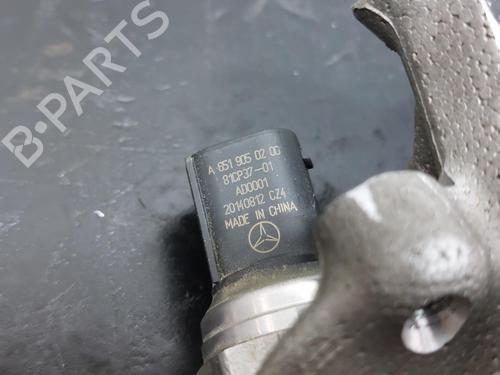 B-PARTS
A 651 905 02 00
81CP37-01
AD0001
20140812 CZ4
MADE IN CHINA